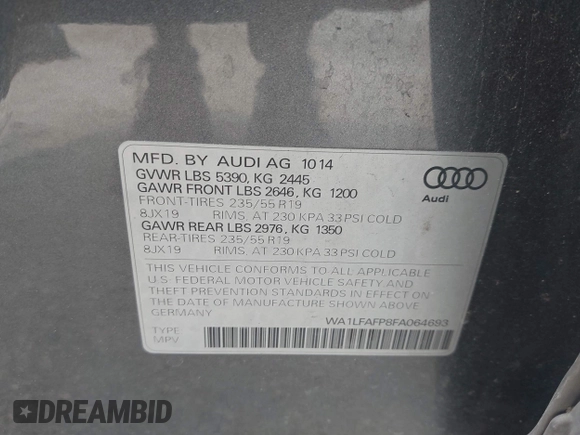 MFD. BY AUDI AG 10 14
GVWR LBS 5390, KG 2445
GAWR FRONT LBS 2646, KG 1200
FRONT-TIRES 235/55 R19
8JX19 RIMS, AT 230 KPA 33 PSI COLD
GAWR REAR LBS 2976, KG 1350
REAR-TIRES 235/55 R19
8JX19 RIMS, AT 230 KPA 33 PSI COLD
THIS VEHICLE CONFORMS TO ALL APPLICABLE
U.S. FEDERAL MOTOR VEHICLE SAFETY AND
THEFT PREVENTION STANDARDS IN EFFECT ON
THE DATE OF MANUFACTURE SHOWN ABOVE
GERMANY
WA1LFAFP8FA064693
TYPE
MPV
Audi
DREAMBID